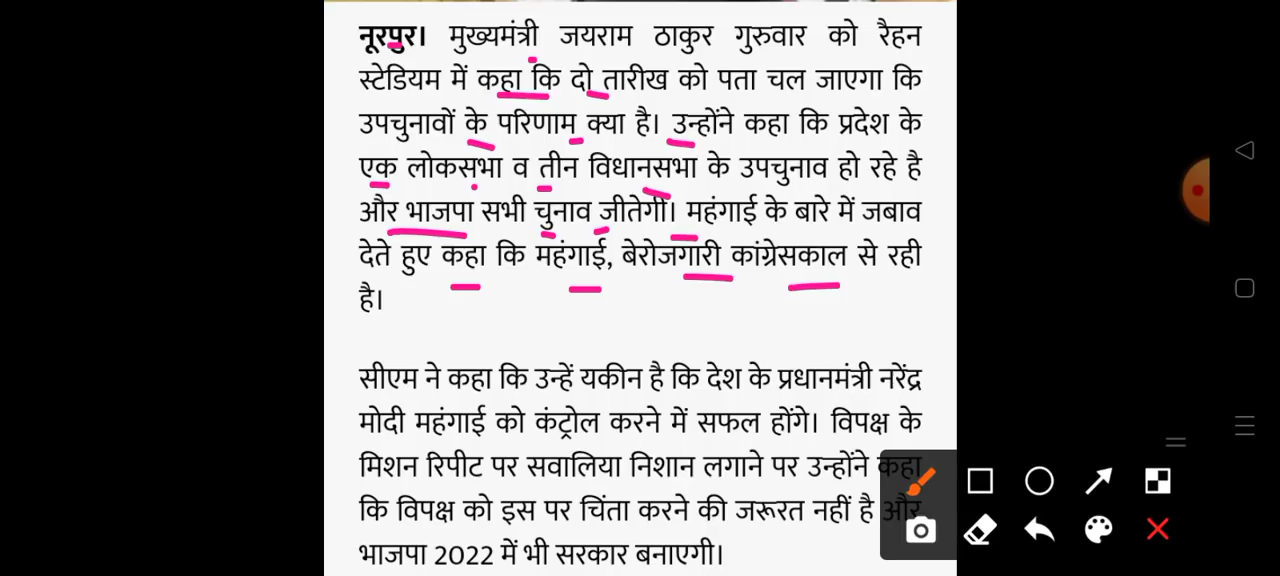 नूरपुर। मुख्यमंत्री जयराम ठाकुर गुरुवार को रैहन
स्टेडियम में कहा कि दो तारीख को पता चल जाएगा कि
उपचुनावों के परिणाम क्या है। उन्होंने कहा कि प्रदेश के
एक लोकसभा व तीन विधानसभा के उपचुनाव हो रहे है
और भाजपा सभी चुनाव जीतेगी। महंगाई के बारे में जबाव
देते हुए कहा कि महंगाई, बेरोजगारी कांग्रेसकाल से रही
है।
सीएम ने कहा कि उन्हें यकीन है कि देश के प्रधानमंत्री नरेंद्र
मोदी महंगाई को कंट्रोल करने में सफल होंगे। विपक्ष के
मिशन रिपीट पर सवालिया निशान लगाने पर उन्होंने कहा
कि विपक्ष को इस पर चिंता करने की जरूरत नहीं है और
भाजपा 2022 में भी सरकार बनाएगी।